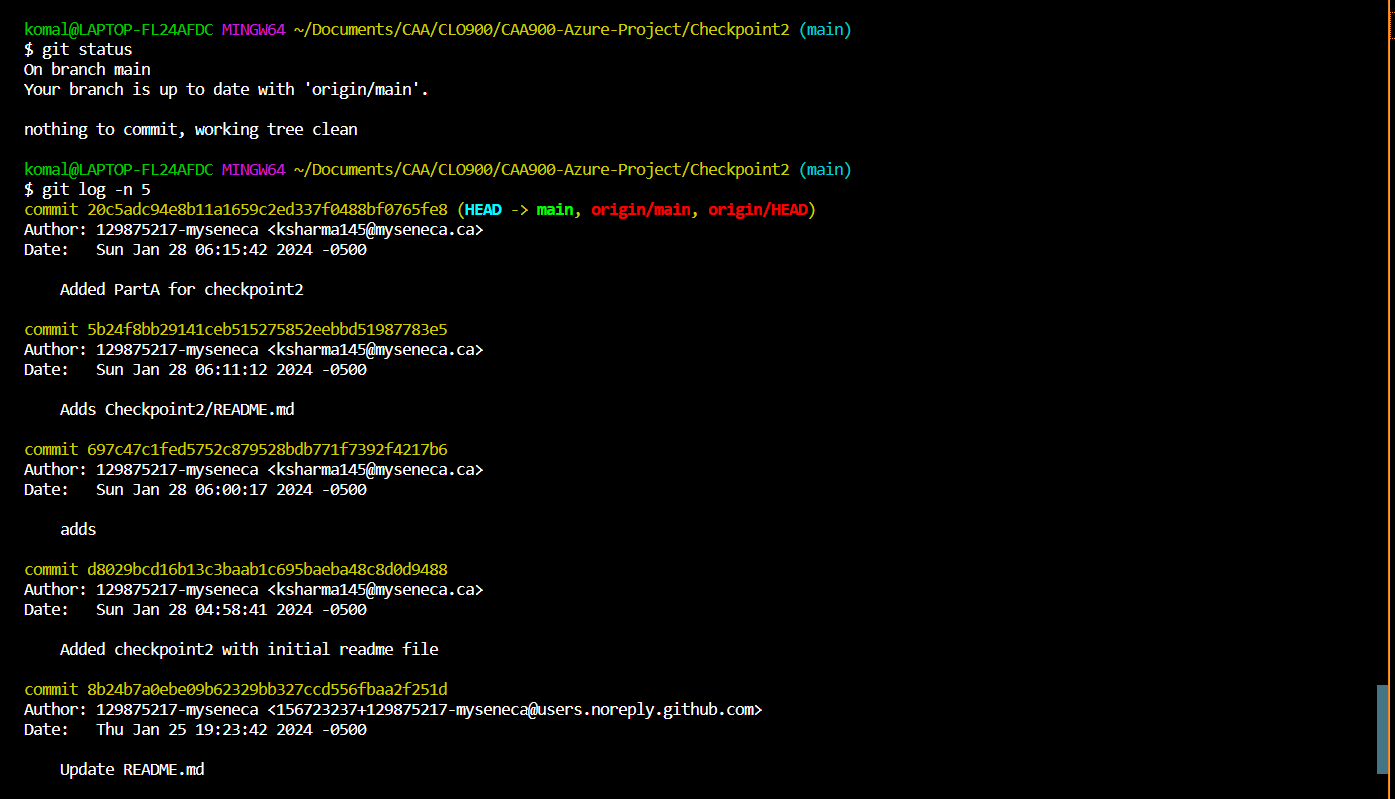 komal@LAPTOP-FL24AFDC MINGW64 ~/Documents/CAA/CLO900/CAA900-Azure-Project/Checkpoint2 (main)
$ git status
On branch main
Your branch is up to date with 'origin/main'.
nothing to commit, working tree clean
komal@LAPTOP-FL24AFDC MINGW64 ~/Documents/CAA/CLO900/CAA900-Azure-Project/Checkpoint2 (main)
$ git log -n 5
commit 20c5adc94e8b11a1659c2ed337f0488bf0765fe8 (HEAD -> main, origin/main, origin/HEAD)
Author: 129875217-myseneca <ksharma145@myseneca.ca>
Date:   Sun Jan 28 06:15:42 2024 -0500
    Added PartA for checkpoint2
commit 5b24f8bb29141ceb515275852eebbd51987783e5
Author: 129875217-myseneca <ksharma145@myseneca.ca>
Date:   Sun Jan 28 06:11:12 2024 -0500
    Adds Checkpoint2/README.md
commit 697c47c1fed5752c879528bdb771f7392f4217b6
Author: 129875217-myseneca <ksharma145@myseneca.ca>
Date:   Sun Jan 28 06:00:17 2024 -0500
    adds
commit d8029bcd16b13c3baab1c695baeba48c8d0d9488
Author: 129875217-myseneca <ksharma145@myseneca.ca>
Date:   Sun Jan 28 04:58:41 2024 -0500
    Added checkpoint2 with initial readme file
commit 8b24b7a0ebe09b62329bb327ccd556fbaa2f251d
Author: 129875217-myseneca <156723237+129875217-myseneca@users.noreply.github.com>
Date:   Thu Jan 25 19:23:42 2024 -0500
    Update README.md